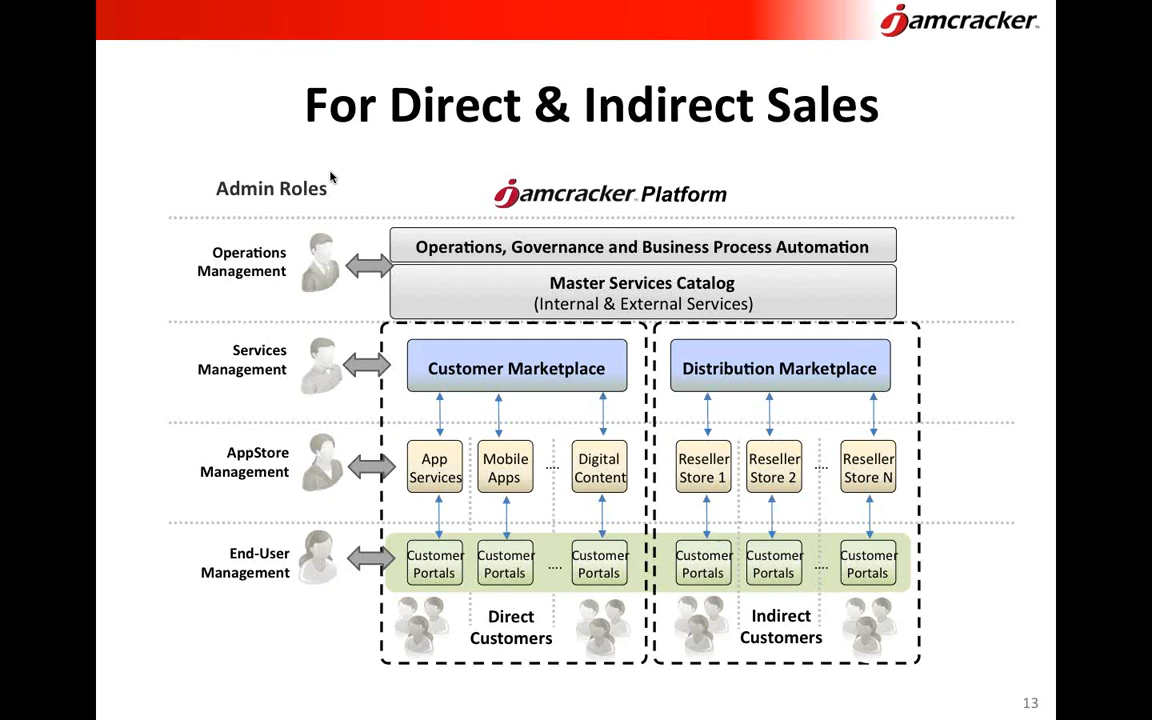 jamcracker™
For Direct & Indirect Sales
Admin Roles
jamcracker™ Platform
Operations
Management
Operations, Governance and Business Process Automation
Master Services Catalog
(Internal & External Services)
Services
Management
Customer Marketplace
Distribution Marketplace
AppStore
Management
App
Services
Mobile
Apps
....
Digital
Content
Reseller
Store 1
Reseller
Store 2
....
Reseller
Store N
End-User
Management
Customer
Portals
Customer
Portals
....
Customer
Portals
Customer
Portals
Customer
Portals
....
Customer
Portals
Direct
Customers
Indirect
Customers
13